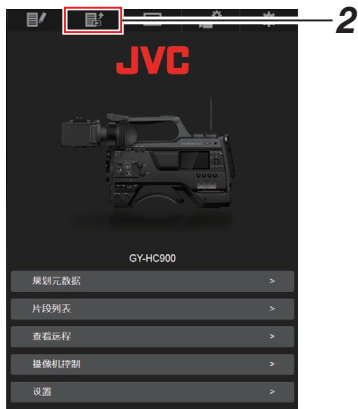 2
JVC
GY-HC900
规划元数据 >
片段列表 >
查看远程 >
摄像机控制 >
设置 >